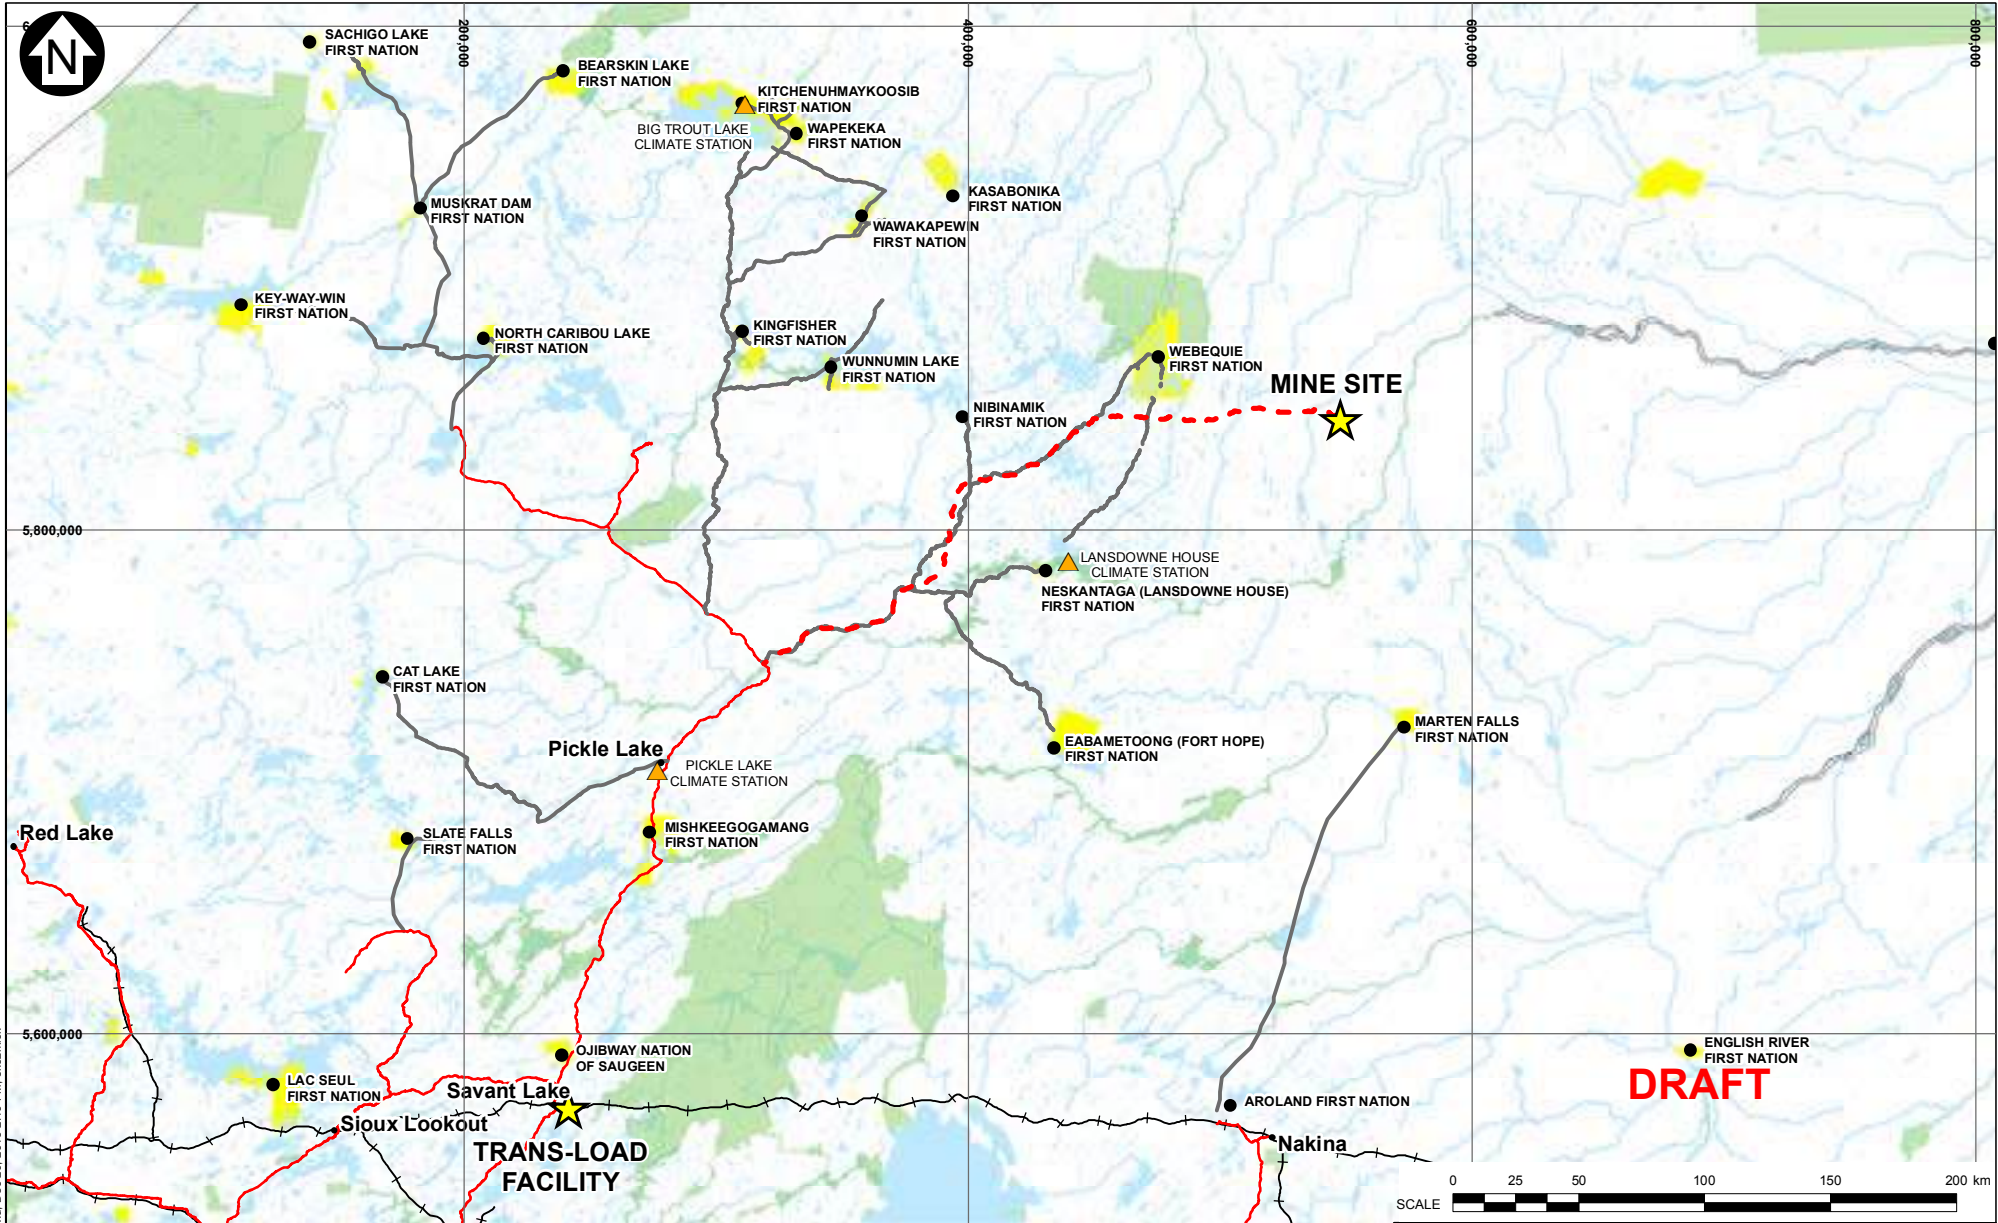 N
200,000
400,000
600,000
800,000
SACHIGO LAKE
FIRST NATION
BEARSKIN LAKE
FIRST NATION
KITCHENUHMAYKOOSIB
FIRST NATION
BIG TROUT LAKE
CLIMATE STATION
WAPEKEKA
FIRST NATION
KASABONIKA
FIRST NATION
MUSKRAT DAM
FIRST NATION
WAWAKAPEWIN
FIRST NATION
KEY-WAY-WIN
FIRST NATION
NORTH CARIBOU LAKE
FIRST NATION
KINGFISHER
FIRST NATION
WUNNUMIN LAKE
FIRST NATION
WEBEQUIE
FIRST NATION
MINE SITE
NIBINAMIK
FIRST NATION
5,800,000
LANSDOWNE HOUSE
CLIMATE STATION
NESKANTAGA (LANSDOWNE HOUSE)
FIRST NATION
CAT LAKE
FIRST NATION
MARTEN FALLS
FIRST NATION
Pickle Lake
EABAMETOONG (FORT HOPE)
FIRST NATION
PICKLE LAKE
CLIMATE STATION
Red Lake
SLATE FALLS
FIRST NATION
MISHKEEGOGAMANG
FIRST NATION
5,600,000
OJIBWAY NATION
OF SAUGEEN
ENGLISH RIVER
FIRST NATION
DRAFT
LAC SEUL
FIRST NATION
Savant Lake
AROLAND FIRST NATION
Sioux Lookout
Nakina
TRANS-LOAD
FACILITY
0 25 50 100 150 200 km
SCALE